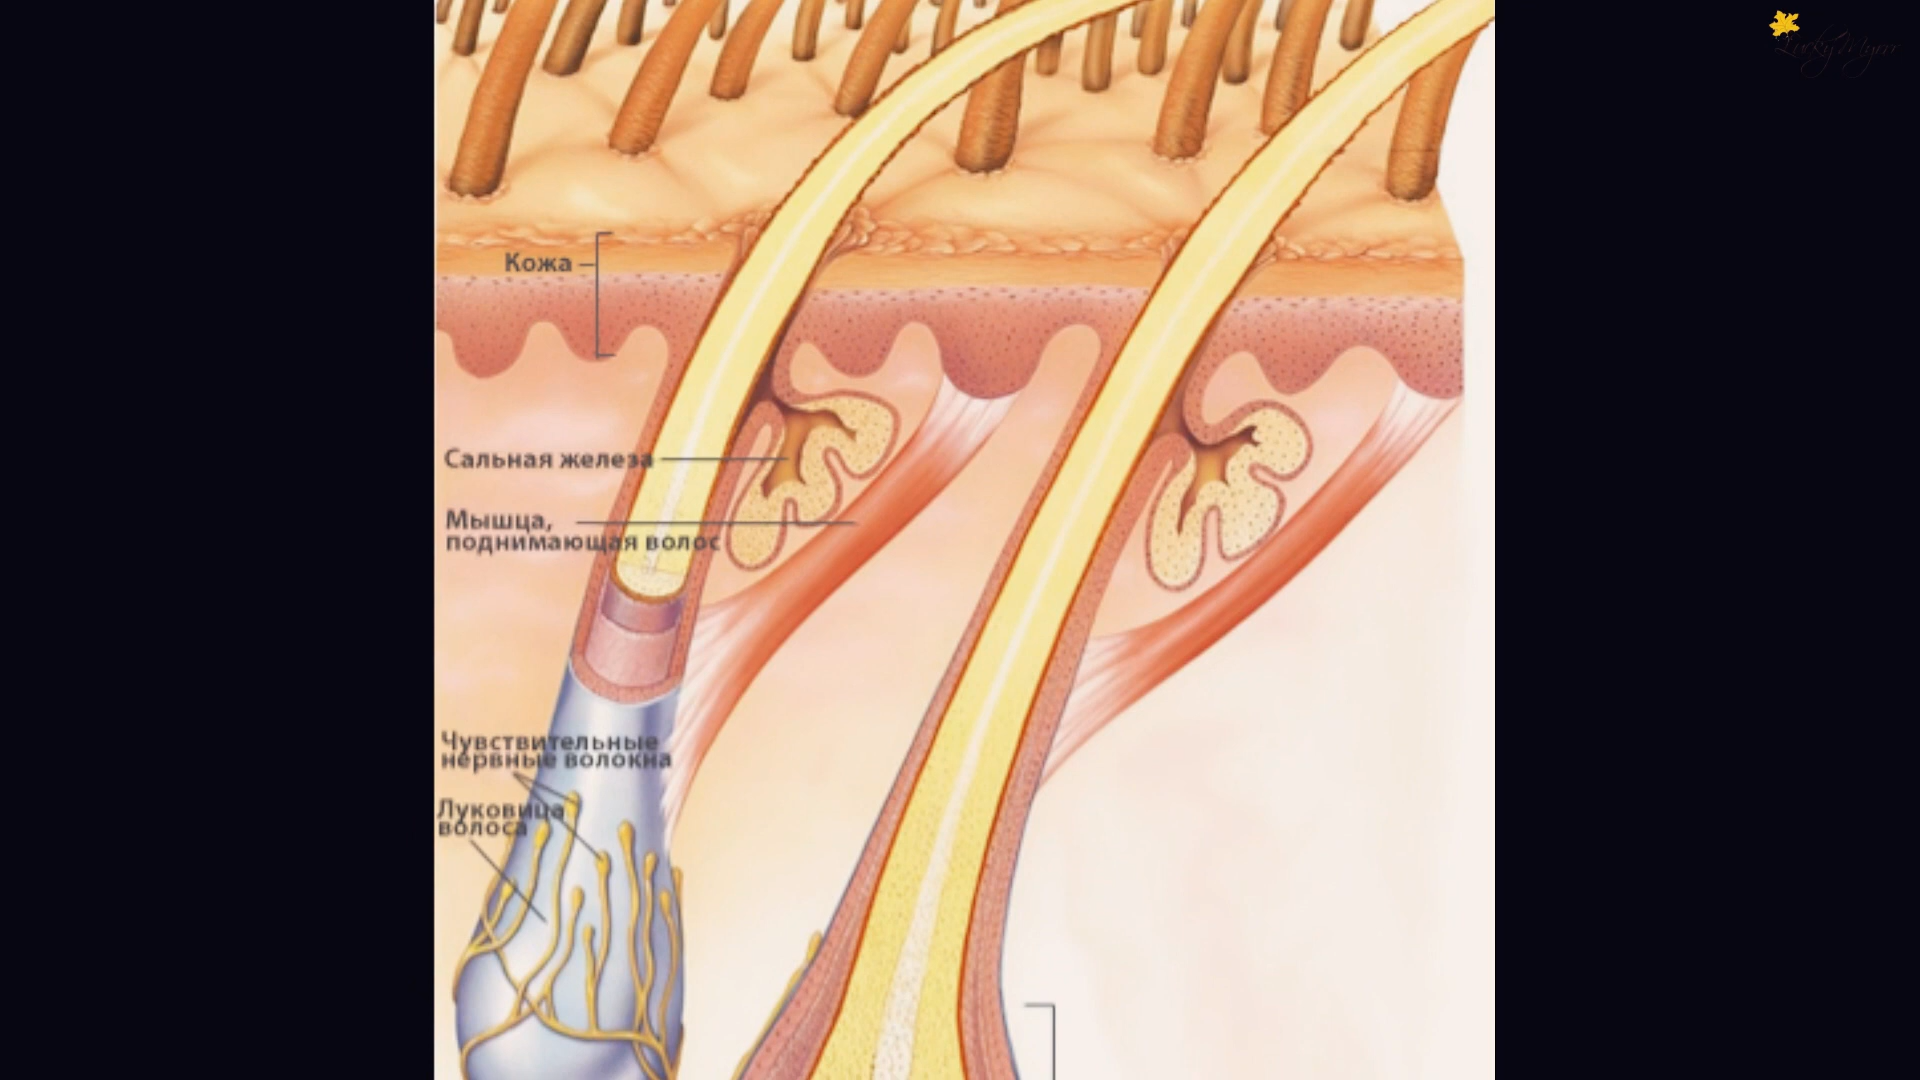 Кожа
Сальная железа
Мышца,
поднимающая волос
Чувствительные
нервные волокна
Луковица
волоса